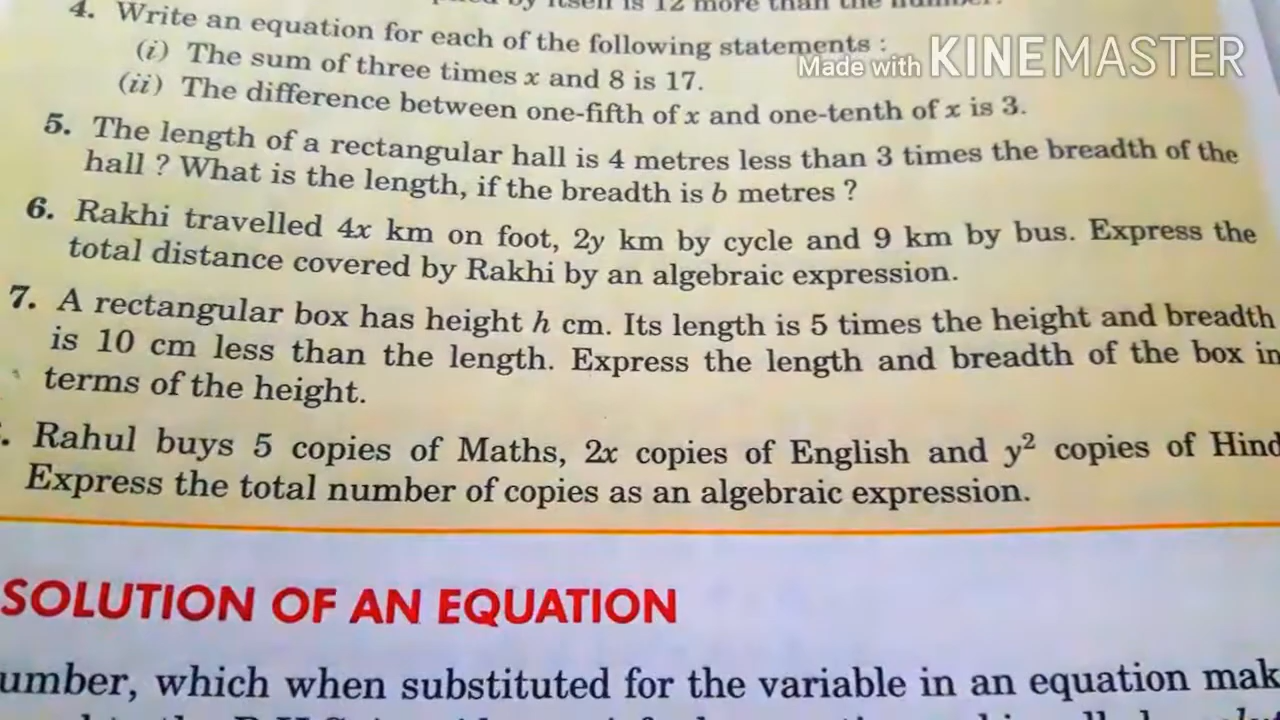 by itself is 12 more than the number.
4. Write an equation for each of the following statements :
(i) The sum of three times x and 8 is 17.
(ii) The difference between one-fifth of x and one-tenth of x is 3.
5. The length of a rectangular hall is 4 metres less than 3 times the breadth of the
hall ? What is the length, if the breadth is b metres ?
6. Rakhi travelled 4x km on foot, 2y km by cycle and 9 km by bus. Express the
total distance covered by Rakhi by an algebraic expression.
7. A rectangular box has height h cm. Its length is 5 times the height and breadth
is 10 cm less than the length. Express the length and breadth of the box in
terms of the height.
. Rahul buys 5 copies of Maths, 2x copies of English and y² copies of Hind
Express the total number of copies as an algebraic expression.
SOLUTION OF AN EQUATION
umber, which when substituted for the variable in an equation mak
Made with KINEMASTER